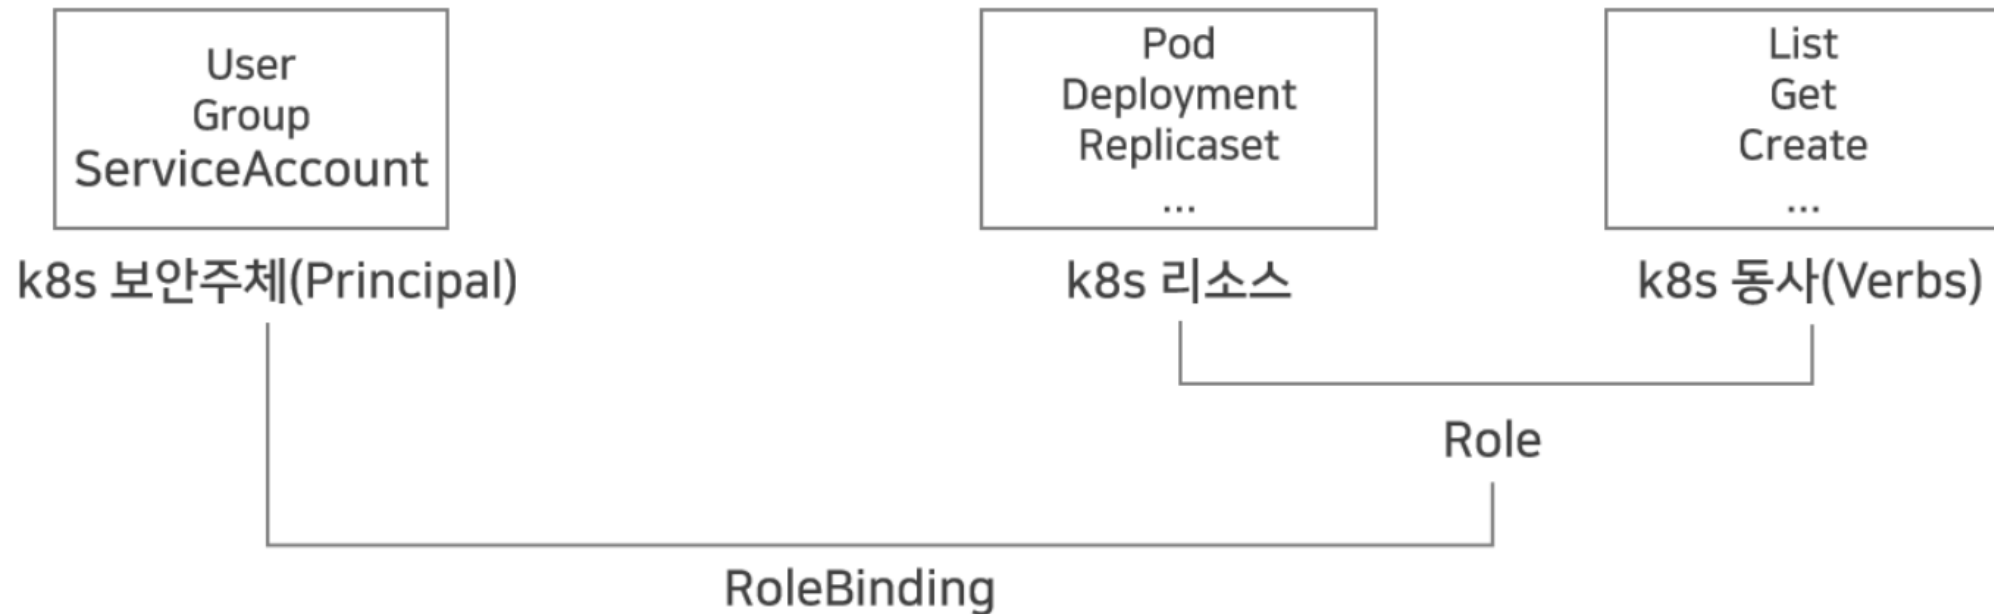 User
Group
ServiceAccount
k8s 보안주체(Principal)
Pod
Deployment
Replicaset
...
k8s 리소스
List
Get
Create
...
k8s 동사(Verbs)
Role
RoleBinding